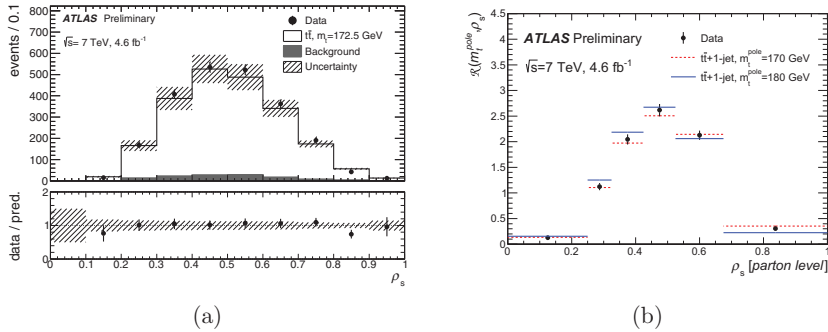 events / 0.1
800
700
600
500
400
300
200
100
0
ATLAS Preliminary
√s= 7 TeV, 4.6 fb⁻¹
Data
tt̄, m_t=172.5 GeV
Background
Uncertainty
data / pred.
2
1
0
0 0.1 0.2 0.3 0.4 0.5 0.6 0.7 0.8 0.9 1
ρ_s
(a)
R(m_t^pole, ρ_s)
4.5
4
3.5
3
2.5
2
1.5
1
0.5
0
ATLAS Preliminary
√s=7 TeV, 4.6 fb⁻¹
Data
tt̄+1-jet, m_t^pole=170 GeV
tt̄+1-jet, m_t^pole=180 GeV
0 0.2 0.4 0.6 0.8 1
ρ_s [parton level]
(b)